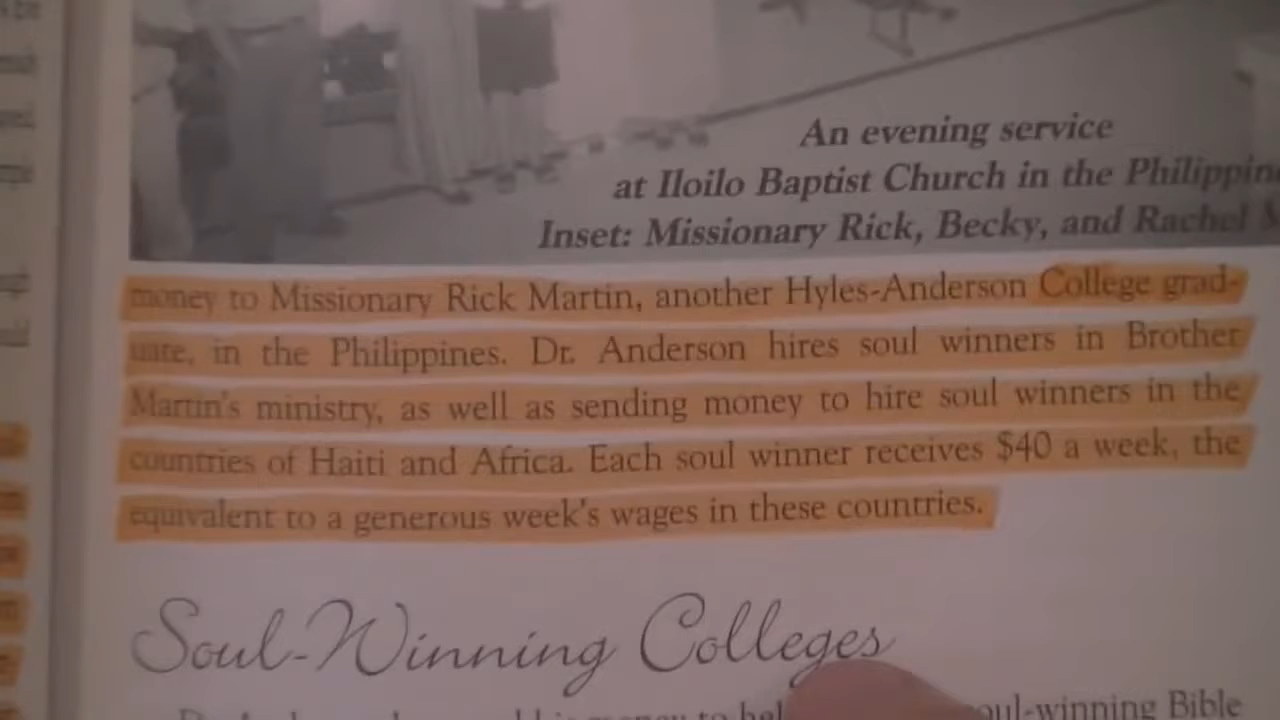 An evening service
at Iloilo Baptist Church in the Philippin
Inset: Missionary Rick, Becky, and Rachel
money to Missionary Rick Martin, another Hyles-Anderson College grad-
uate, in the Philippines. Dr. Anderson hires soul winners in Brother
Martin's ministry, as well as sending money to hire soul winners in the
countries of Haiti and Africa. Each soul winner receives $40 a week, the
equivalent to a generous week's wages in these countries.
Soul-Winning Colleges
money to oul-winning Bible